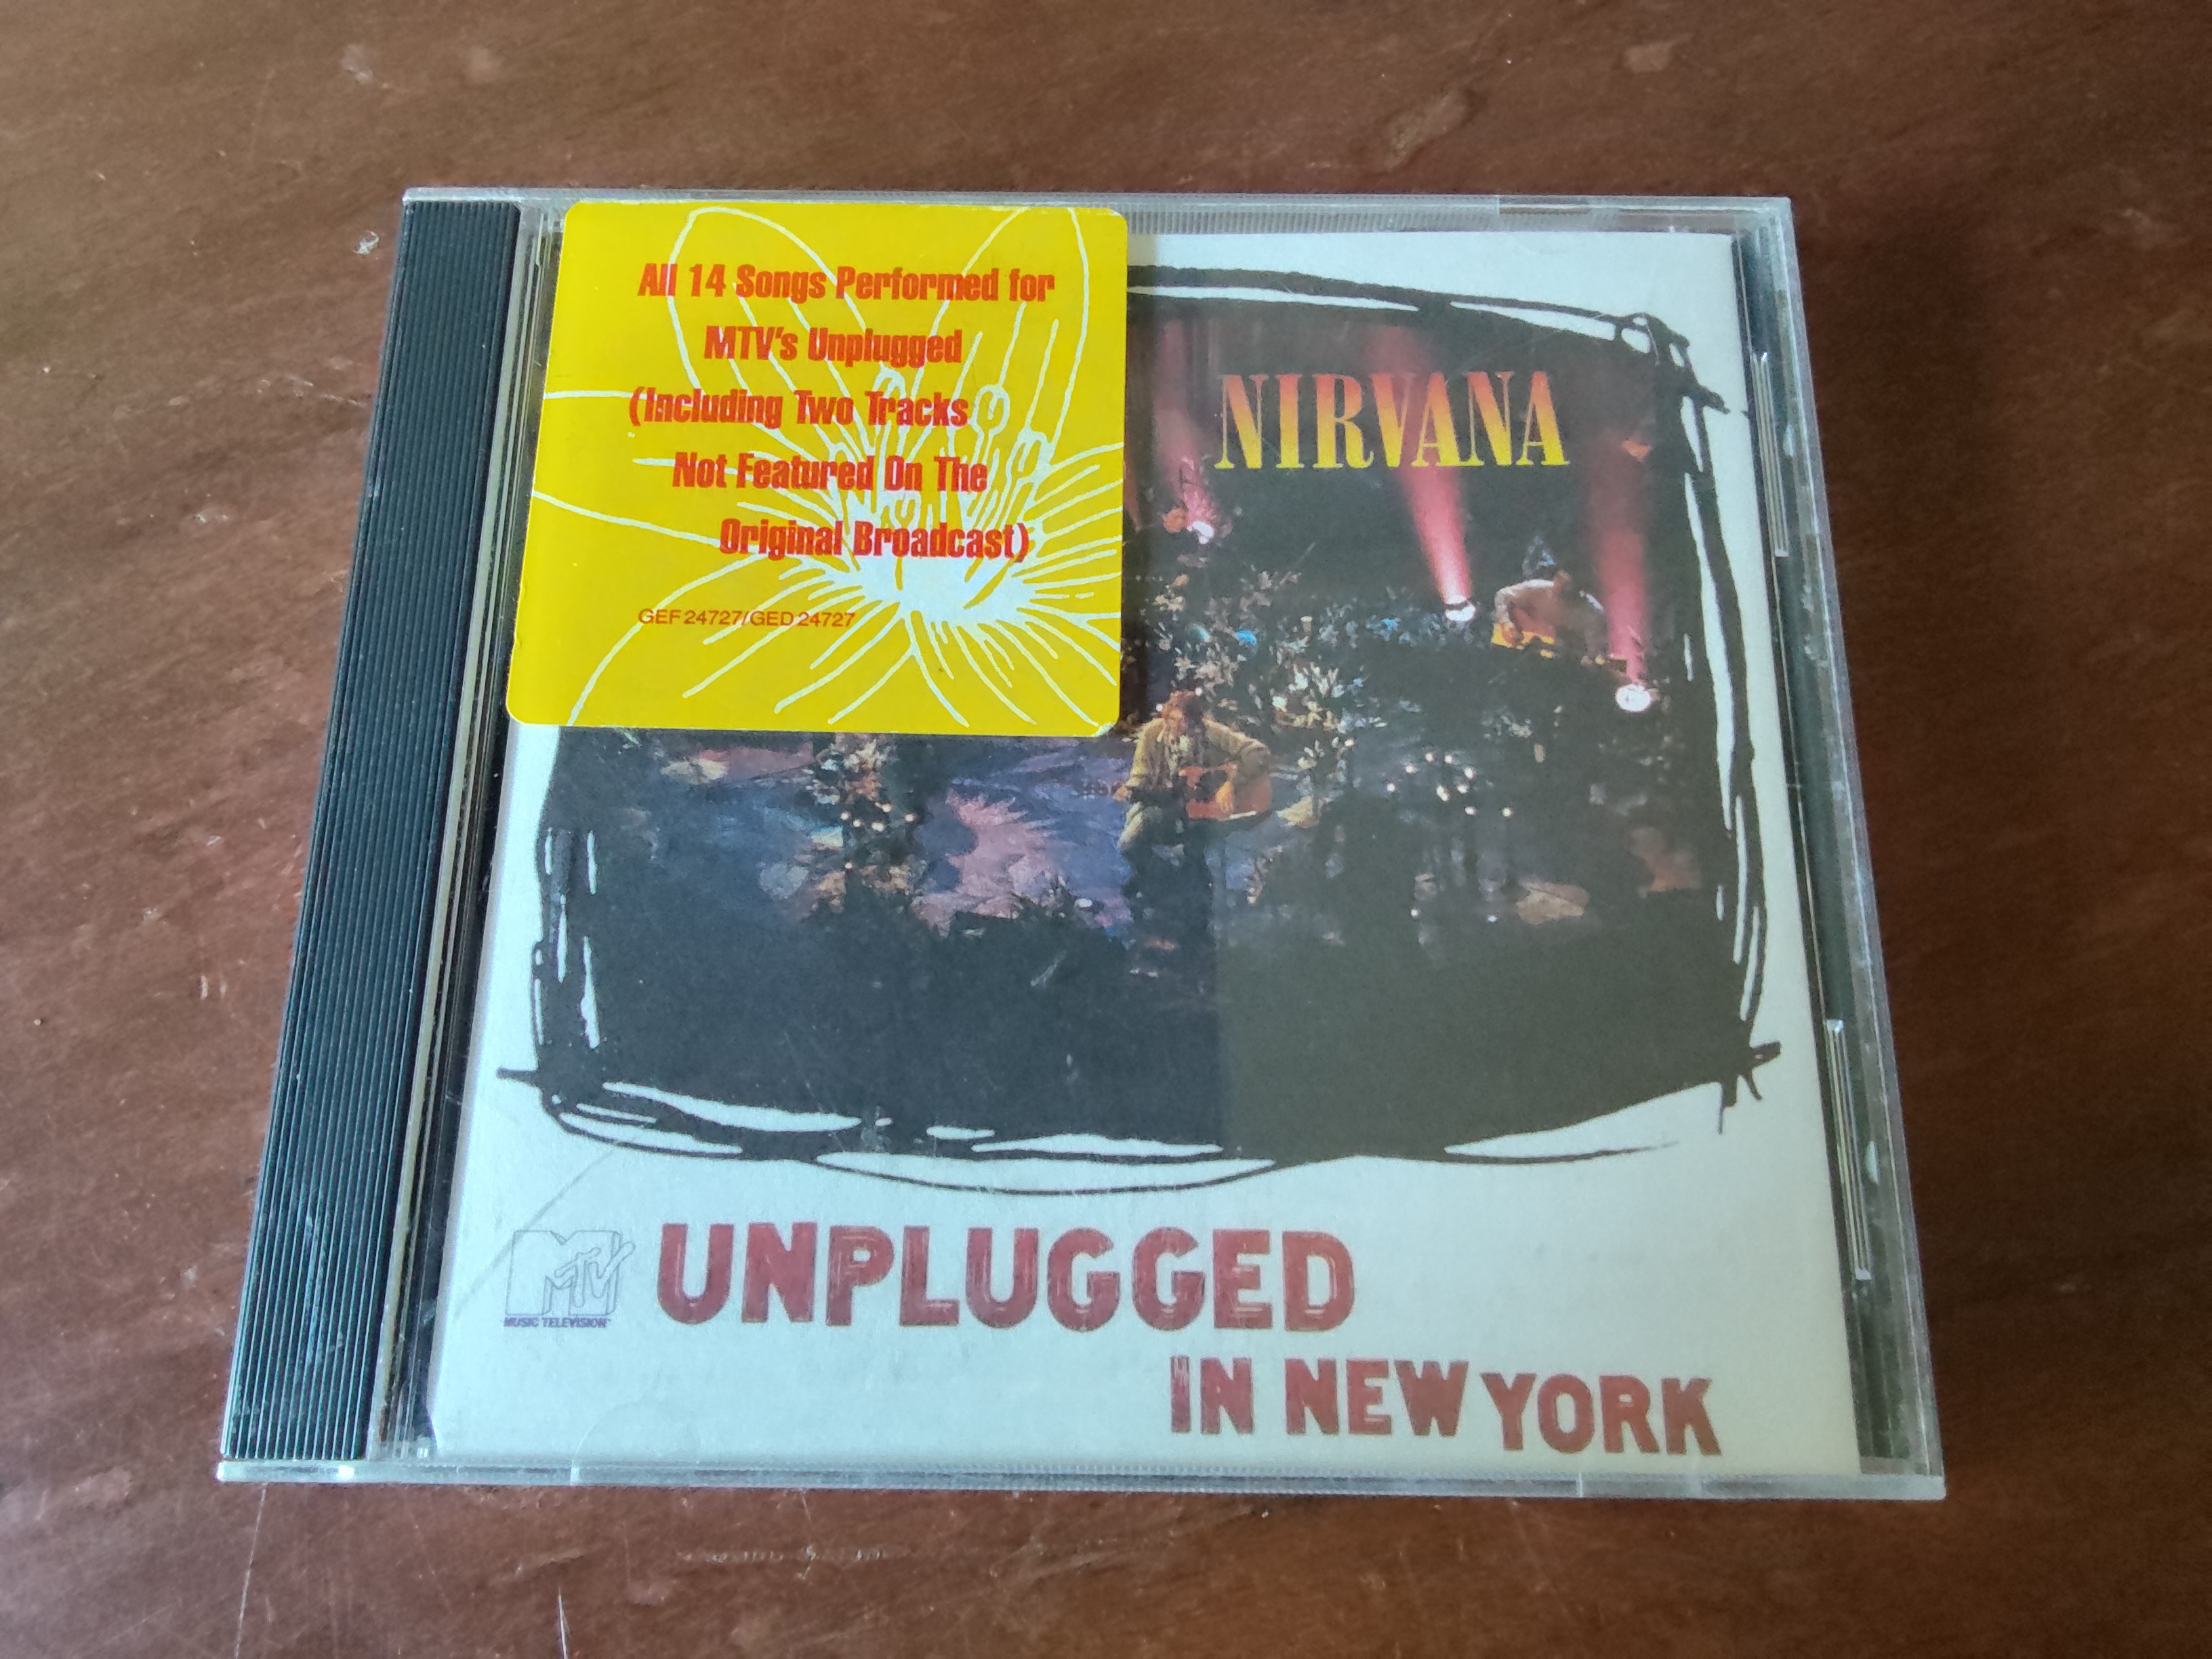 All 14 Songs Performed for
MTV's Unplugged
(Including Two Tracks
Not Featured On The
Original Broadcast)
GEF 24727/GED 24727
NIRVANA
MTV
MUSIC TELEVISION™
UNPLUGGED
IN NEW YORK